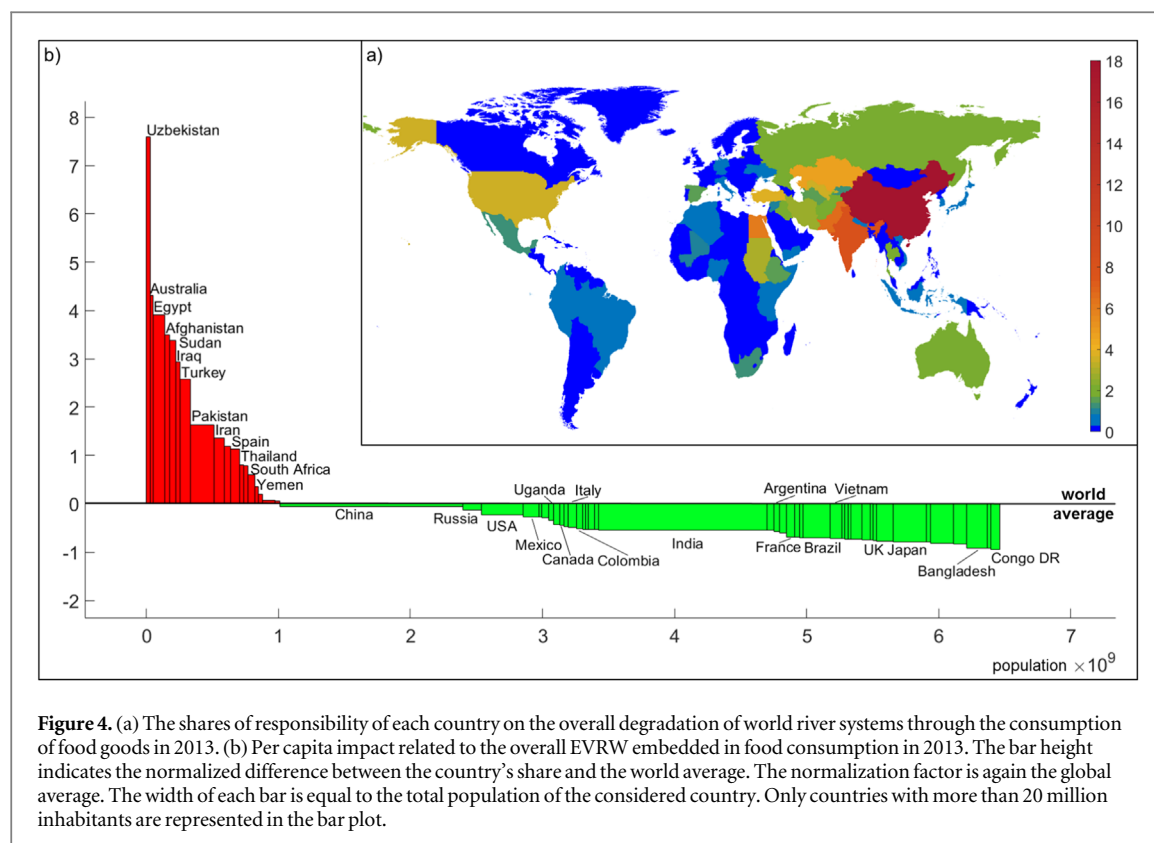 b)
a)
18
16
14
12
10
8
6
4
2
0
8
7
6
5
4
3
2
1
0
-1
-2
Uzbekistan
Australia
Egypt
Afghanistan
Sudan
Iraq
Turkey
Pakistan
Iran
Spain
Thailand
South Africa
Yemen
China
Russia
USA
Uganda
Italy
Mexico
Canada
Colombia
India
Argentina
Vietnam
France
Brazil
UK
Japan
Bangladesh
Congo DR
world
average
0 1 2 3 4 5 6 7
population ×10^9
Figure 4. (a) The shares of responsibility of each country on the overall degradation of world river systems through the consumption
of food goods in 2013. (b) Per capita impact related to the overall EVRW embedded in food consumption in 2013. The bar height
indicates the normalized difference between the country's share and the world average. The normalization factor is again the global
average. The width of each bar is equal to the total population of the considered country. Only countries with more than 20 million
inhabitants are represented in the bar plot.